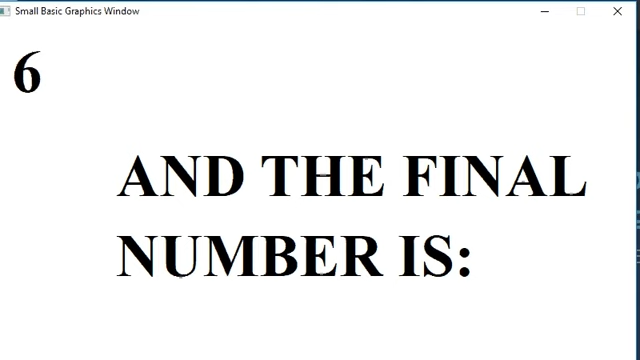 Small Basic Graphics Window
6
AND THE FINAL
NUMBER IS: